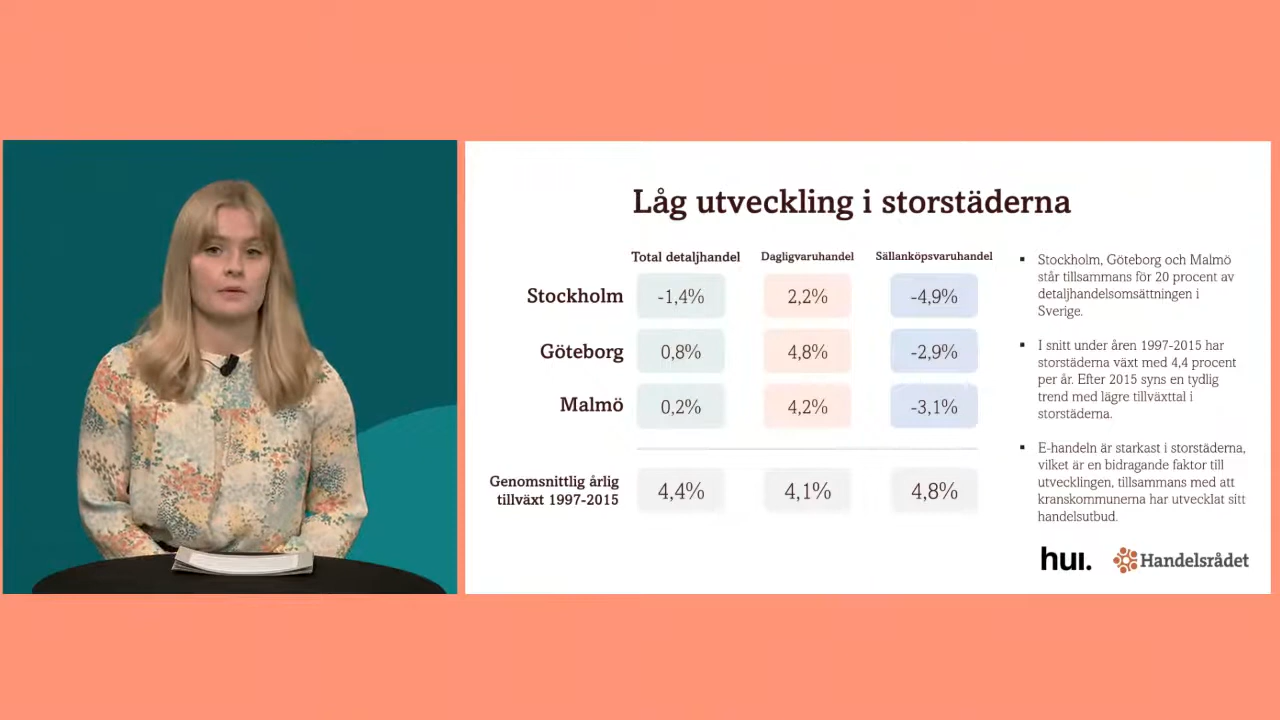 Låg utveckling i storstäderna
Total detaljhandel Dagligvaruhandel Sällanköpsvaruhandel
Stockholm -1,4% 2,2% -4,9%
Göteborg 0,8% 4,8% -2,9%
Malmö 0,2% 4,2% -3,1%
Genomsnittlig årlig
tillväxt 1997-2015 4,4% 4,1% 4,8%
▪ Stockholm, Göteborg och Malmö
står tillsammans för 20 procent av
detaljhandelsomsättningen i
Sverige.
▪ I snitt under åren 1997-2015 har
storstäderna växt med 4,4 procent
per år. Efter 2015 syns en tydlig
trend med lägre tillväxttal i
storstäderna.
▪ E-handeln är starkast i storstäderna,
vilket är en bidragande faktor till
utvecklingen, tillsammans med att
kranskommunerna har utvecklat sitt
handelsutbud.
hui. Handelsrådet